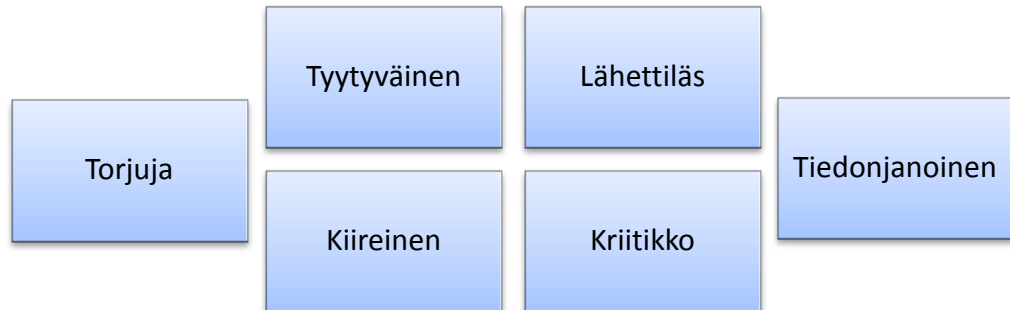 Tyytyväinen
Lähettiläs
Torjuja
Tiedonjanoinen
Kiireinen
Kriitikko